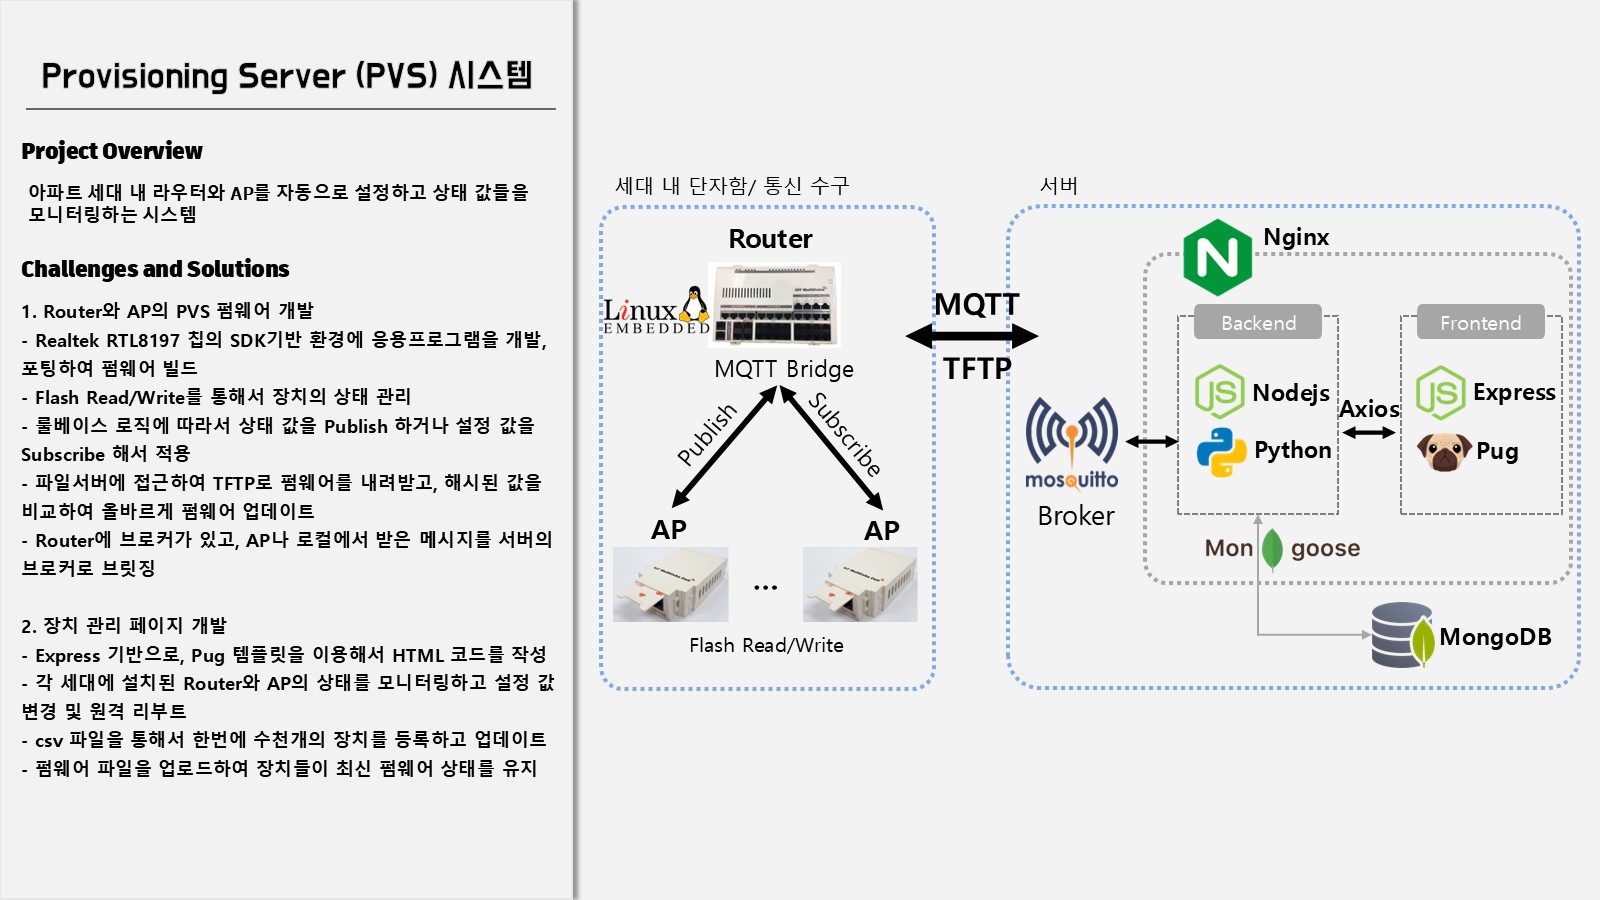 Provisioning Server (PVS) 시스템
Project Overview
아파트 세대 내 라우터와 AP를 자동으로 설정하고 상태 값들을
모니터링하는 시스템
Challenges and Solutions
1. Router와 AP의 PVS 펌웨어 개발
- Realtek RTL8197 칩의 SDK기반 환경에 응용프로그램을 개발,
포팅하여 펌웨어 빌드
- Flash Read/Write를 통해서 장치의 상태 관리
- 룰베이스 로직에 따라서 상태 값을 Publish 하거나 설정 값을
Subscribe 해서 적용
- 파일서버에 접근하여 TFTP로 펌웨어를 내려받고, 해시된 값을
비교하여 올바르게 펌웨어 업데이트
- Router에 브로커가 있고, AP나 로컬에서 받은 메시지를 서버의
브로커로 브릿징
2. 장치 관리 페이지 개발
- Express 기반으로, Pug 템플릿을 이용해서 HTML 코드를 작성
- 각 세대에 설치된 Router와 AP의 상태를 모니터링하고 설정 값
변경 및 원격 리부트
- csv 파일을 통해서 한번에 수천개의 장치를 등록하고 업데이트
- 펌웨어 파일을 업로드하여 장치들이 최신 펌웨어 상태를 유지
세대 내 단자함/ 통신 수구
Router
Linux
EMBEDDED
MQTT Bridge
Publish
Subscribe
AP
AP
...
Flash Read/Write
MQTT
TFTP
서버
Nginx
N
Backend
Frontend
JS
Nodejs
Python
Axios
JS
Express
Pug
mosquitto
Broker
Mon goose
MongoDB